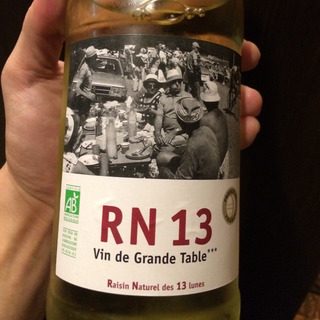 RN 13
Vin de Grande Table***
Raisin Naturel des 13 lunes
AB